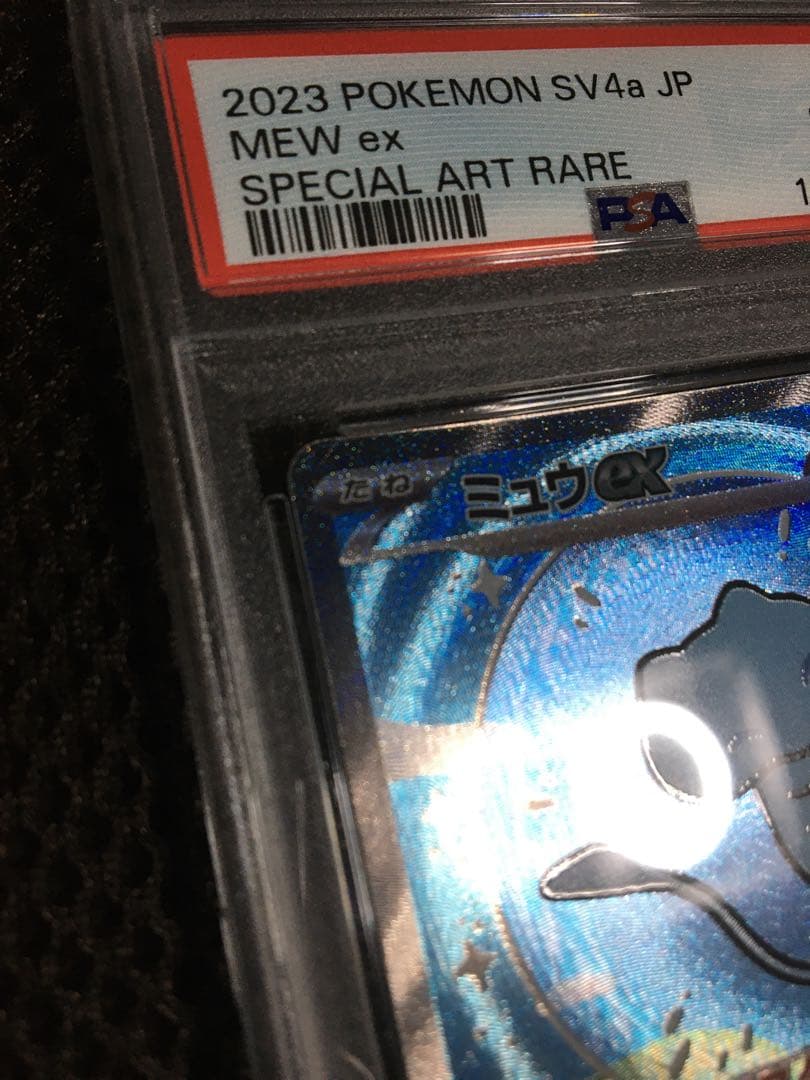 2023 POKEMON SV4a JP
MEW ex
SPECIAL ART RARE
PSA
たね ミュウex